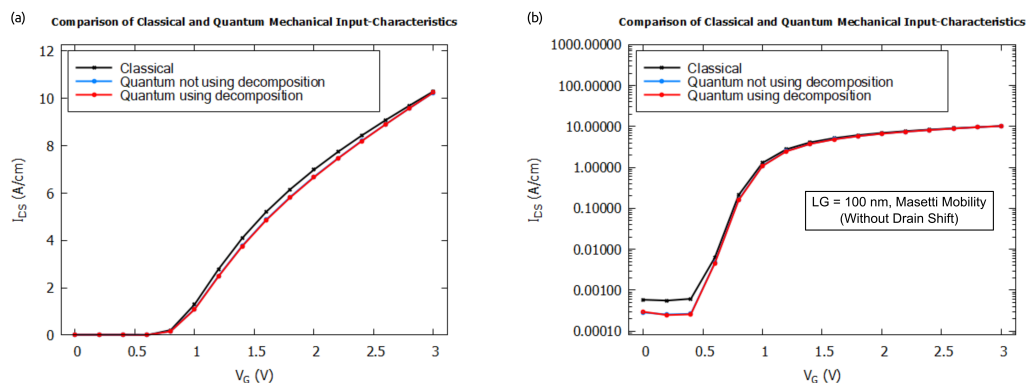 (a)
Comparison of Classical and Quantum Mechanical Input-Characteristics
12
10
8
6
4
2
0
I_DS (A/cm)
Classical
Quantum not using decomposition
Quantum using decomposition
0 0.5 1 1.5 2 2.5 3
V_G (V)
(b)
Comparison of Classical and Quantum Mechanical Input-Characteristics
1000.00000
100.00000
10.00000
1.00000
0.10000
0.01000
0.00100
0.00010
I_DS (A/cm)
Classical
Quantum not using decomposition
Quantum using decomposition
LG = 100 nm, Masetti Mobility
(Without Drain Shift)
0 0.5 1 1.5 2 2.5 3
V_G (V)